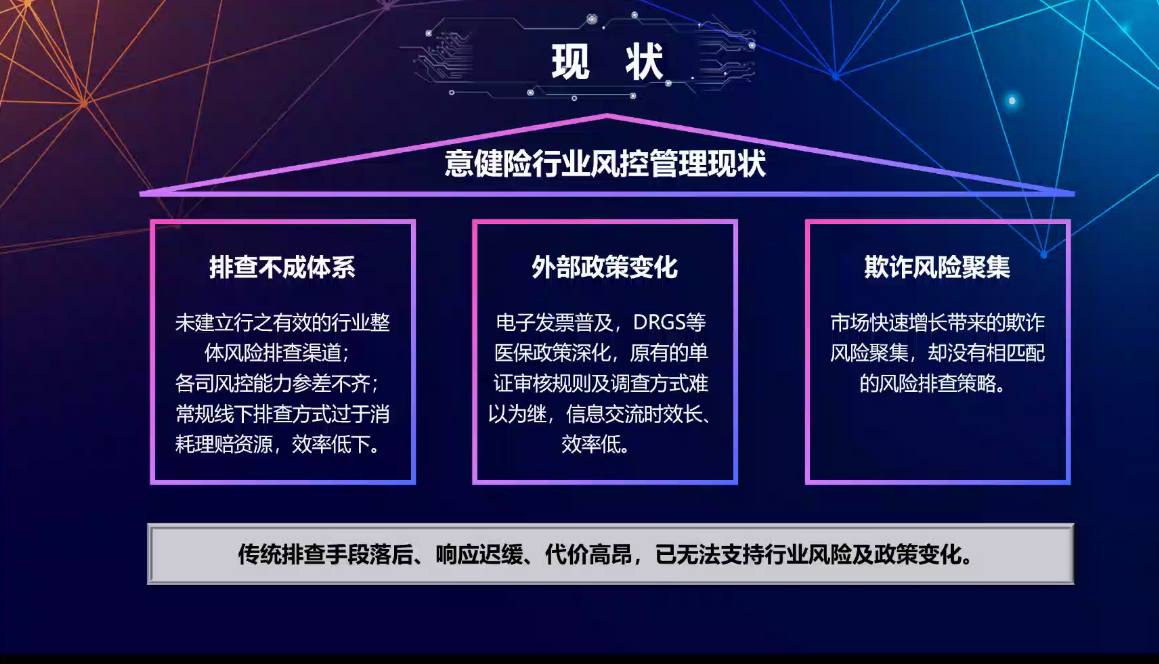 现 状
意健险行业风控管理现状
排查不成体系
未建立行之有效的行业整
体风险排查渠道；
各司风控能力参差不齐；
常规线下排查方式过于消
耗理赔资源，效率低下。
外部政策变化
电子发票普及，DRGS等
医保政策深化，原有的单
证审核规则及调查方式难
以为继，信息交流时效长、
效率低。
欺诈风险聚集
市场快速增长带来的欺诈
风险聚集，却没有相匹配
的风险排查策略。
传统排查手段落后、响应迟缓、代价高昂，已无法支持行业风险及政策变化。